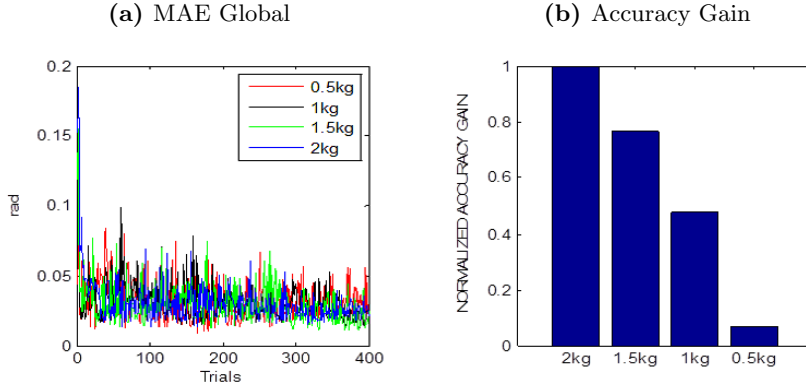 (a) MAE Global
rad
0.2
0.15
0.1
0.05
0
0.5kg
1kg
1.5kg
2kg
0 100 200 300 400
Trials
(b) Accuracy Gain
NORMALIZED ACCURACY GAIN
1
0.8
0.6
0.4
0.2
0
2kg 1.5kg 1kg 0.5kg